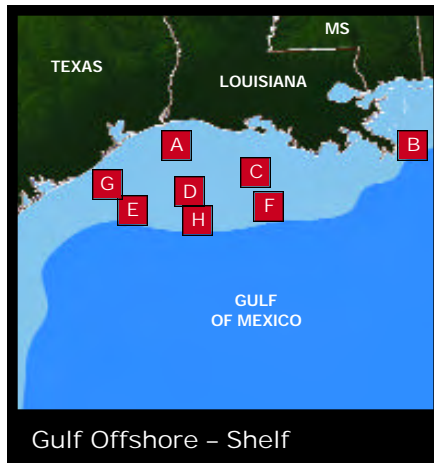 MS
TEXAS
LOUISIANA
A
B
C
G
D
E
F
H
GULF
OF MEXICO
Gulf Offshore – Shelf